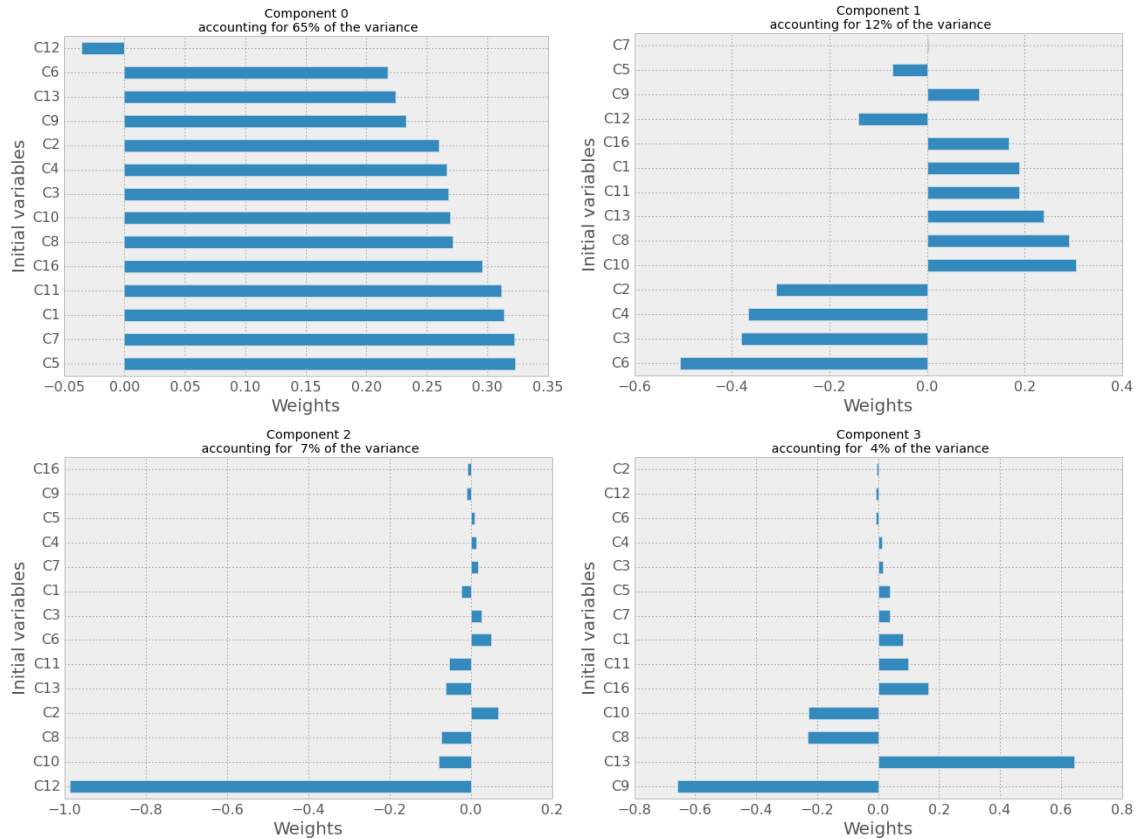 Component 0
accounting for 65% of the variance
C12
C6
C13
C9
C2
C4
C3
C10
C8
C16
C11
C1
C7
C5
Initial variables
−0.05 0.00 0.05 0.10 0.15 0.20 0.25 0.30 0.35
Weights
Component 1
accounting for 12% of the variance
C7
C5
C9
C12
C16
C1
C11
C13
C8
C10
C2
C4
C3
C6
Initial variables
−0.6 −0.4 −0.2 0.0 0.2 0.4
Weights
Component 2
accounting for  7% of the variance
C16
C9
C5
C4
C7
C1
C3
C6
C11
C13
C2
C8
C10
C12
Initial variables
−1.0 −0.8 −0.6 −0.4 −0.2 0.0 0.2
Weights
Component 3
accounting for  4% of the variance
C2
C12
C6
C4
C3
C5
C7
C1
C11
C16
C10
C8
C13
C9
Initial variables
−0.8 −0.6 −0.4 −0.2 0.0 0.2 0.4 0.6 0.8
Weights